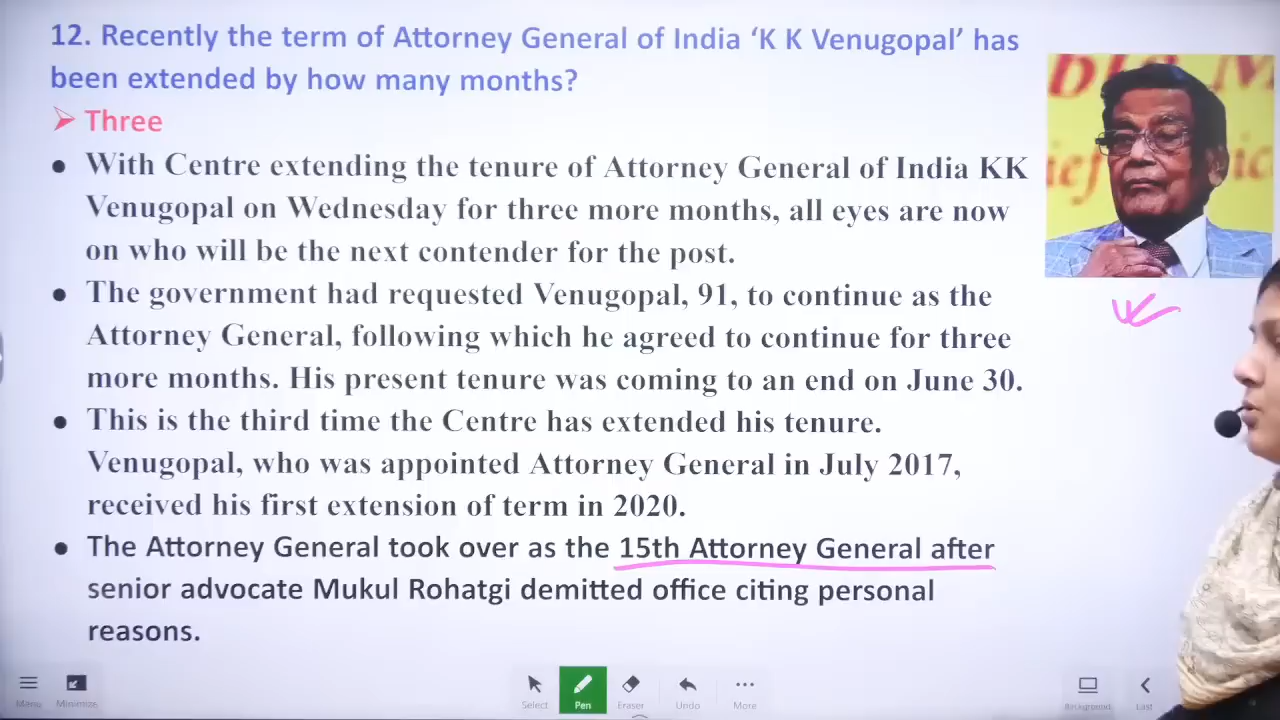 12. Recently the term of Attorney General of India ‘K K Venugopal’ has
been extended by how many months?
➢ Three
• With Centre extending the tenure of Attorney General of India KK
Venugopal on Wednesday for three more months, all eyes are now
on who will be the next contender for the post.
• The government had requested Venugopal, 91, to continue as the
Attorney General, following which he agreed to continue for three
more months. His present tenure was coming to an end on June 30.
• This is the third time the Centre has extended his tenure.
Venugopal, who was appointed Attorney General in July 2017,
received his first extension of term in 2020.
• The Attorney General took over as the 15th Attorney General after
senior advocate Mukul Rohatgi demitted office citing personal
reasons.
Menu Minimize Select Pen Eraser Undo More Background Last